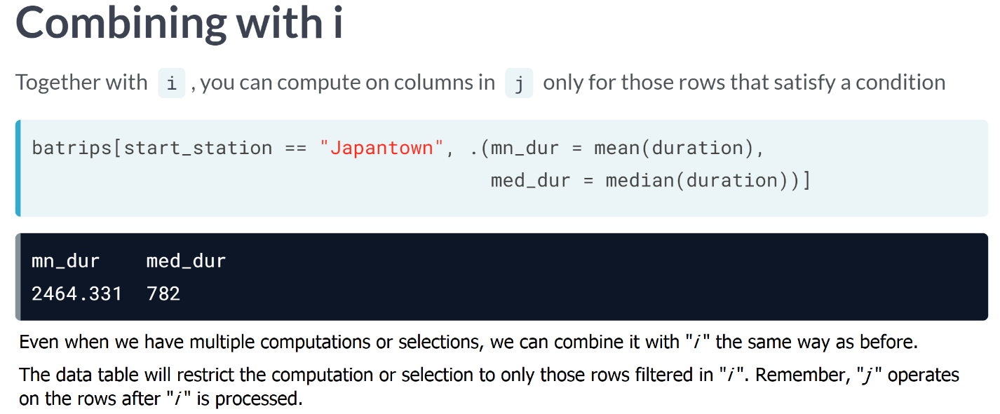 Combining with i
Together with i , you can compute on columns in j only for those rows that satisfy a condition
batrips[start_station == "Japantown", .(mn_dur = mean(duration),
med_dur = median(duration))]
mn_dur med_dur
2464.331 782
Even when we have multiple computations or selections, we can combine it with "i" the same way as before.
The data table will restrict the computation or selection to only those rows filtered in "i". Remember, "j" operates
on the rows after "i" is processed.